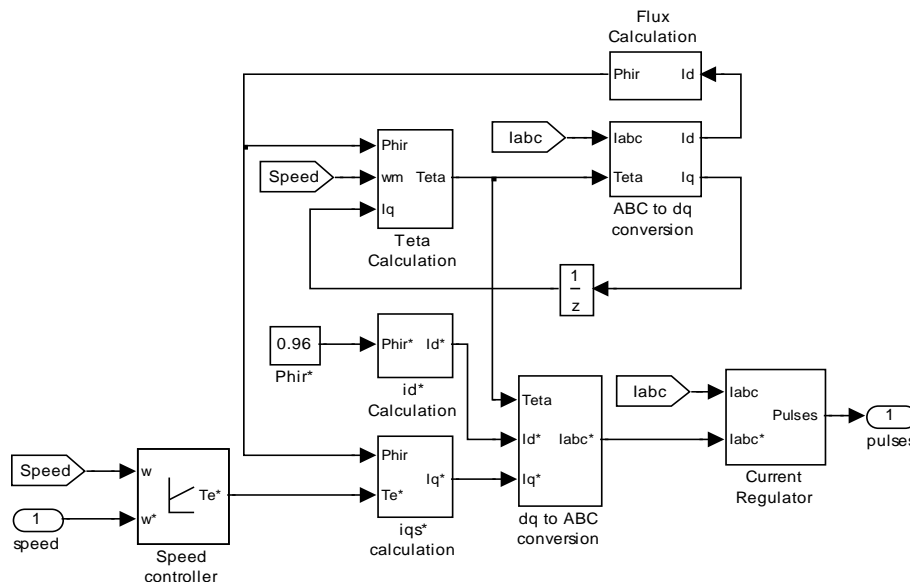 Flux
Calculation
Phir Id
Iabc
Iabc Id
Teta Iq
ABC to dq
conversion
Phir
wm Teta
Iq
Teta
Calculation
Speed
1
z
0.96
Phir*
Phir* Id*
id*
Calculation
Teta
Id* Iabc*
Iq*
dq to ABC
conversion
Iabc
Iabc
Pulses
Iabc*
Current
Regulator
1
pulses
Phir
Iq*
Te*
iqs*
calculation
Speed
1
speed
w
Te*
w*
Speed
controller